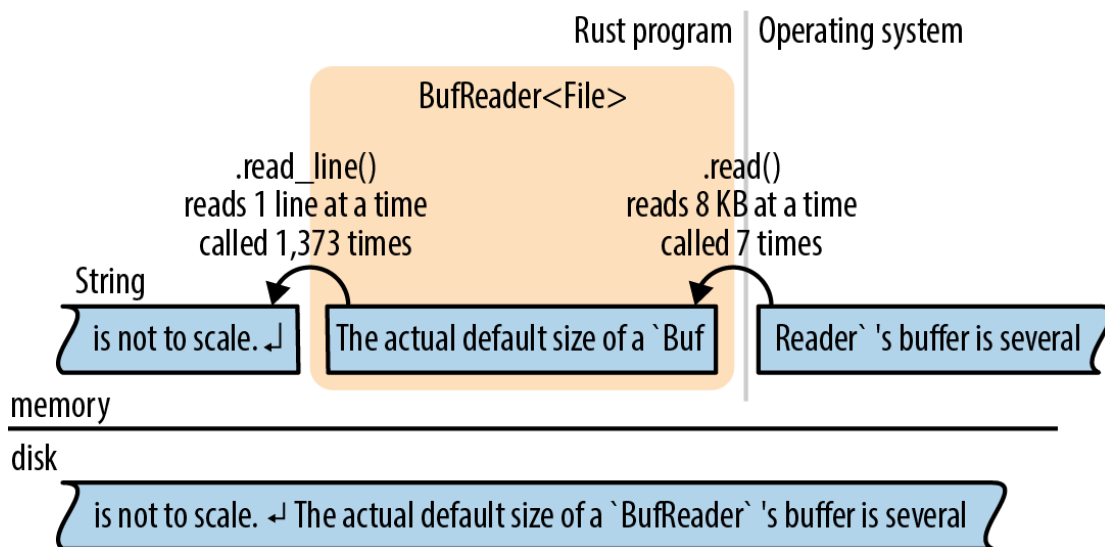 Rust program
Operating system
BufReader<File>
.read_line()
reads 1 line at a time
called 1,373 times
.read()
reads 8 KB at a time
called 7 times
String
is not to scale. ↲
The actual default size of a `Buf
Reader` 's buffer is several
memory
disk
is not to scale. ↲ The actual default size of a `BufReader` 's buffer is several